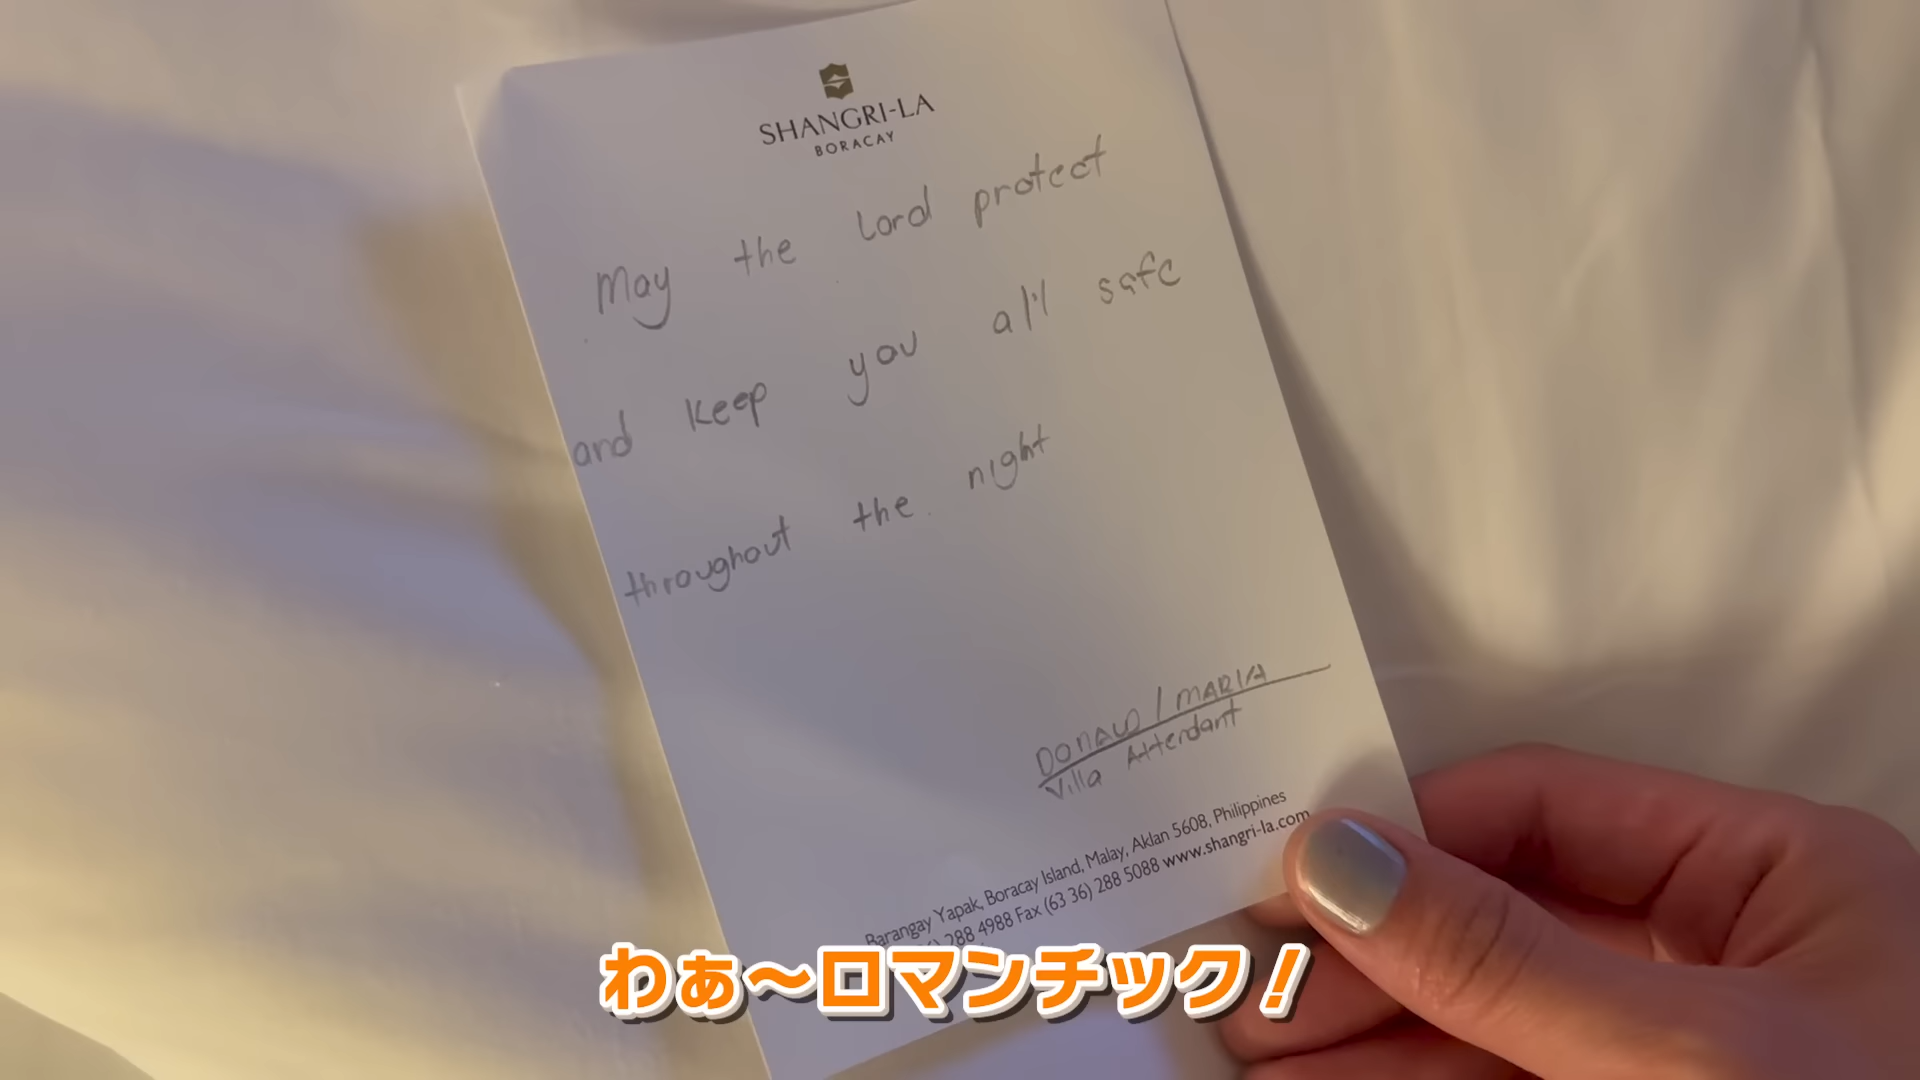 SHANGRI-LA
BORACAY
May the Lord protect
and keep you all safe
throughout the night
DONALD / MARIA
Villa Attendant
Barangay Yapak, Boracay Island, Malay, Aklan 5608, Philippines
288 4988 Fax (63 36) 288 5088 www.shangri-la.com
わぁ〜ロマンチック!